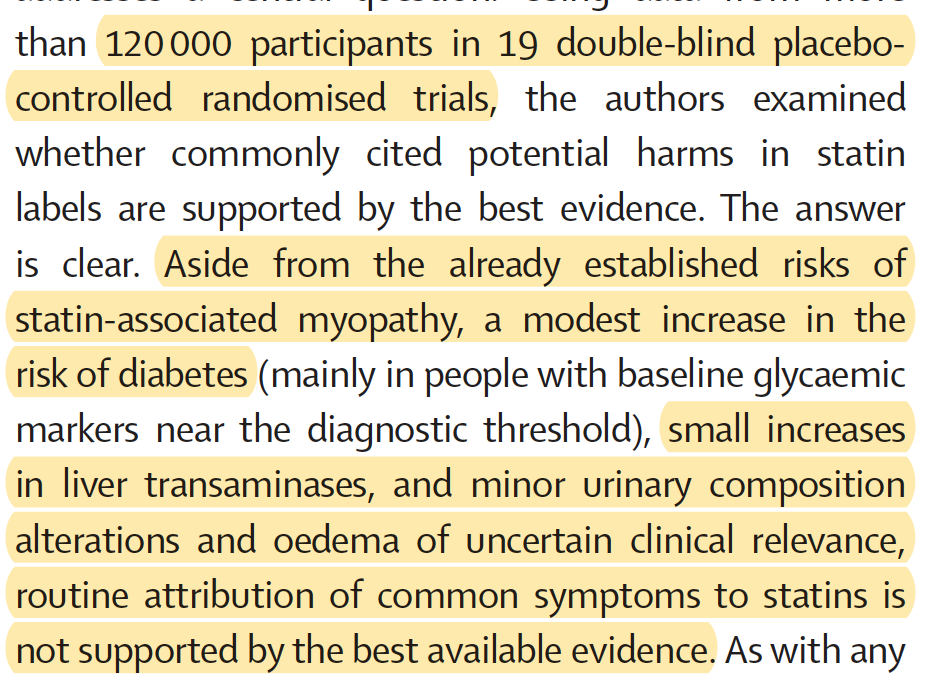 than 120 000 participants in 19 double-blind placebo-
controlled randomised trials, the authors examined
whether commonly cited potential harms in statin
labels are supported by the best evidence. The answer
is clear. Aside from the already established risks of
statin-associated myopathy, a modest increase in the
risk of diabetes (mainly in people with baseline glycaemic
markers near the diagnostic threshold), small increases
in liver transaminases, and minor urinary composition
alterations and oedema of uncertain clinical relevance,
routine attribution of common symptoms to statins is
not supported by the best available evidence. As with any